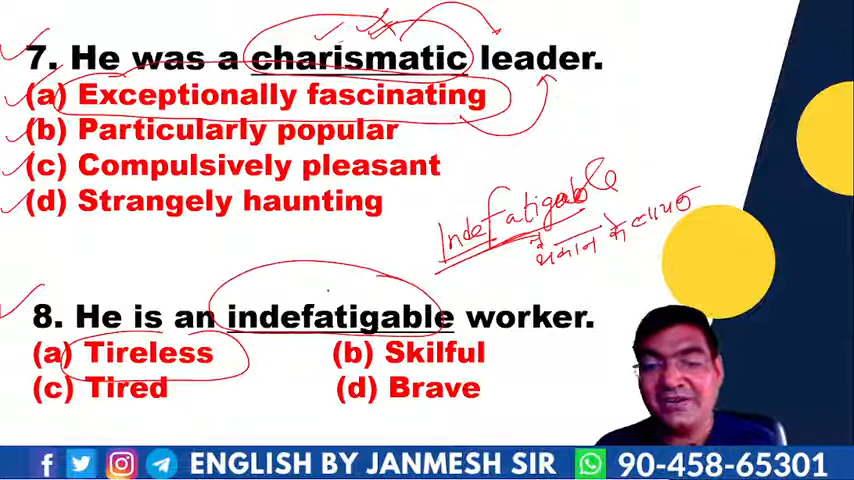 7. He was a charismatic leader.
(a) Exceptionally fascinating
(b) Particularly popular
(c) Compulsively pleasant
(d) Strangely haunting
Indefatigable
8. He is an indefatigable worker.
(a) Tireless (b) Skilful
(c) Tired (d) Brave
ENGLISH BY JANMESH SIR 90-458-65301